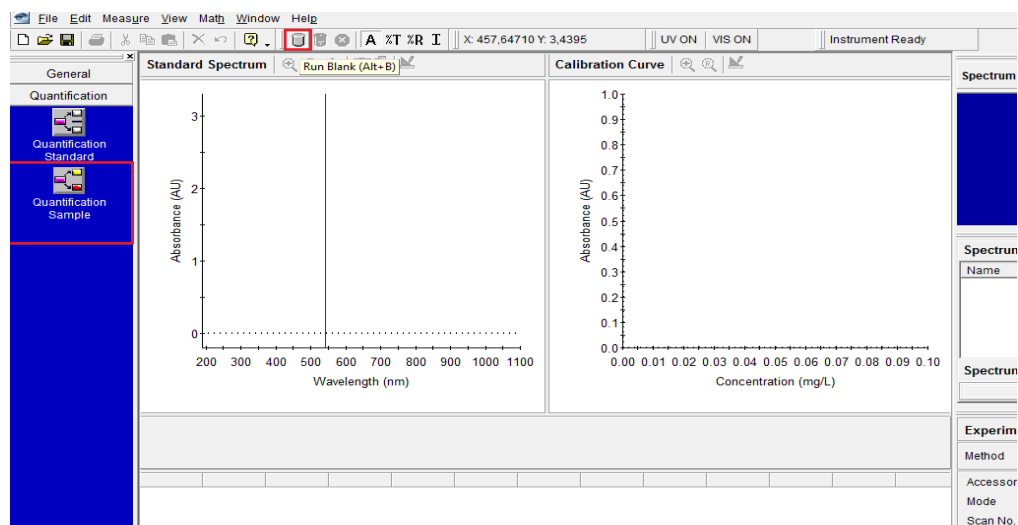 File Edit Measure View Math Window Help
A %T %R I X: 457,64710 Y: 3,4395 UV ON VIS ON Instrument Ready
General
Quantification
Quantification
Standard
Quantification
Sample
Standard Spectrum
Run Blank (Alt+B)
3
2
1
0
Absorbance (AU)
200 300 400 500 600 700 800 900 1000 1100
Wavelength (nm)
Calibration Curve
1.0
0.9
0.8
0.7
0.6
0.5
0.4
0.3
0.2
0.1
0.0
Absorbance (AU)
0.00 0.01 0.02 0.03 0.04 0.05 0.06 0.07 0.08 0.09 0.10
Concentration (mg/L)
Spectrum
Spectrun
Name
Spectrun
Experim
Method
Accessor
Mode
Scan No.